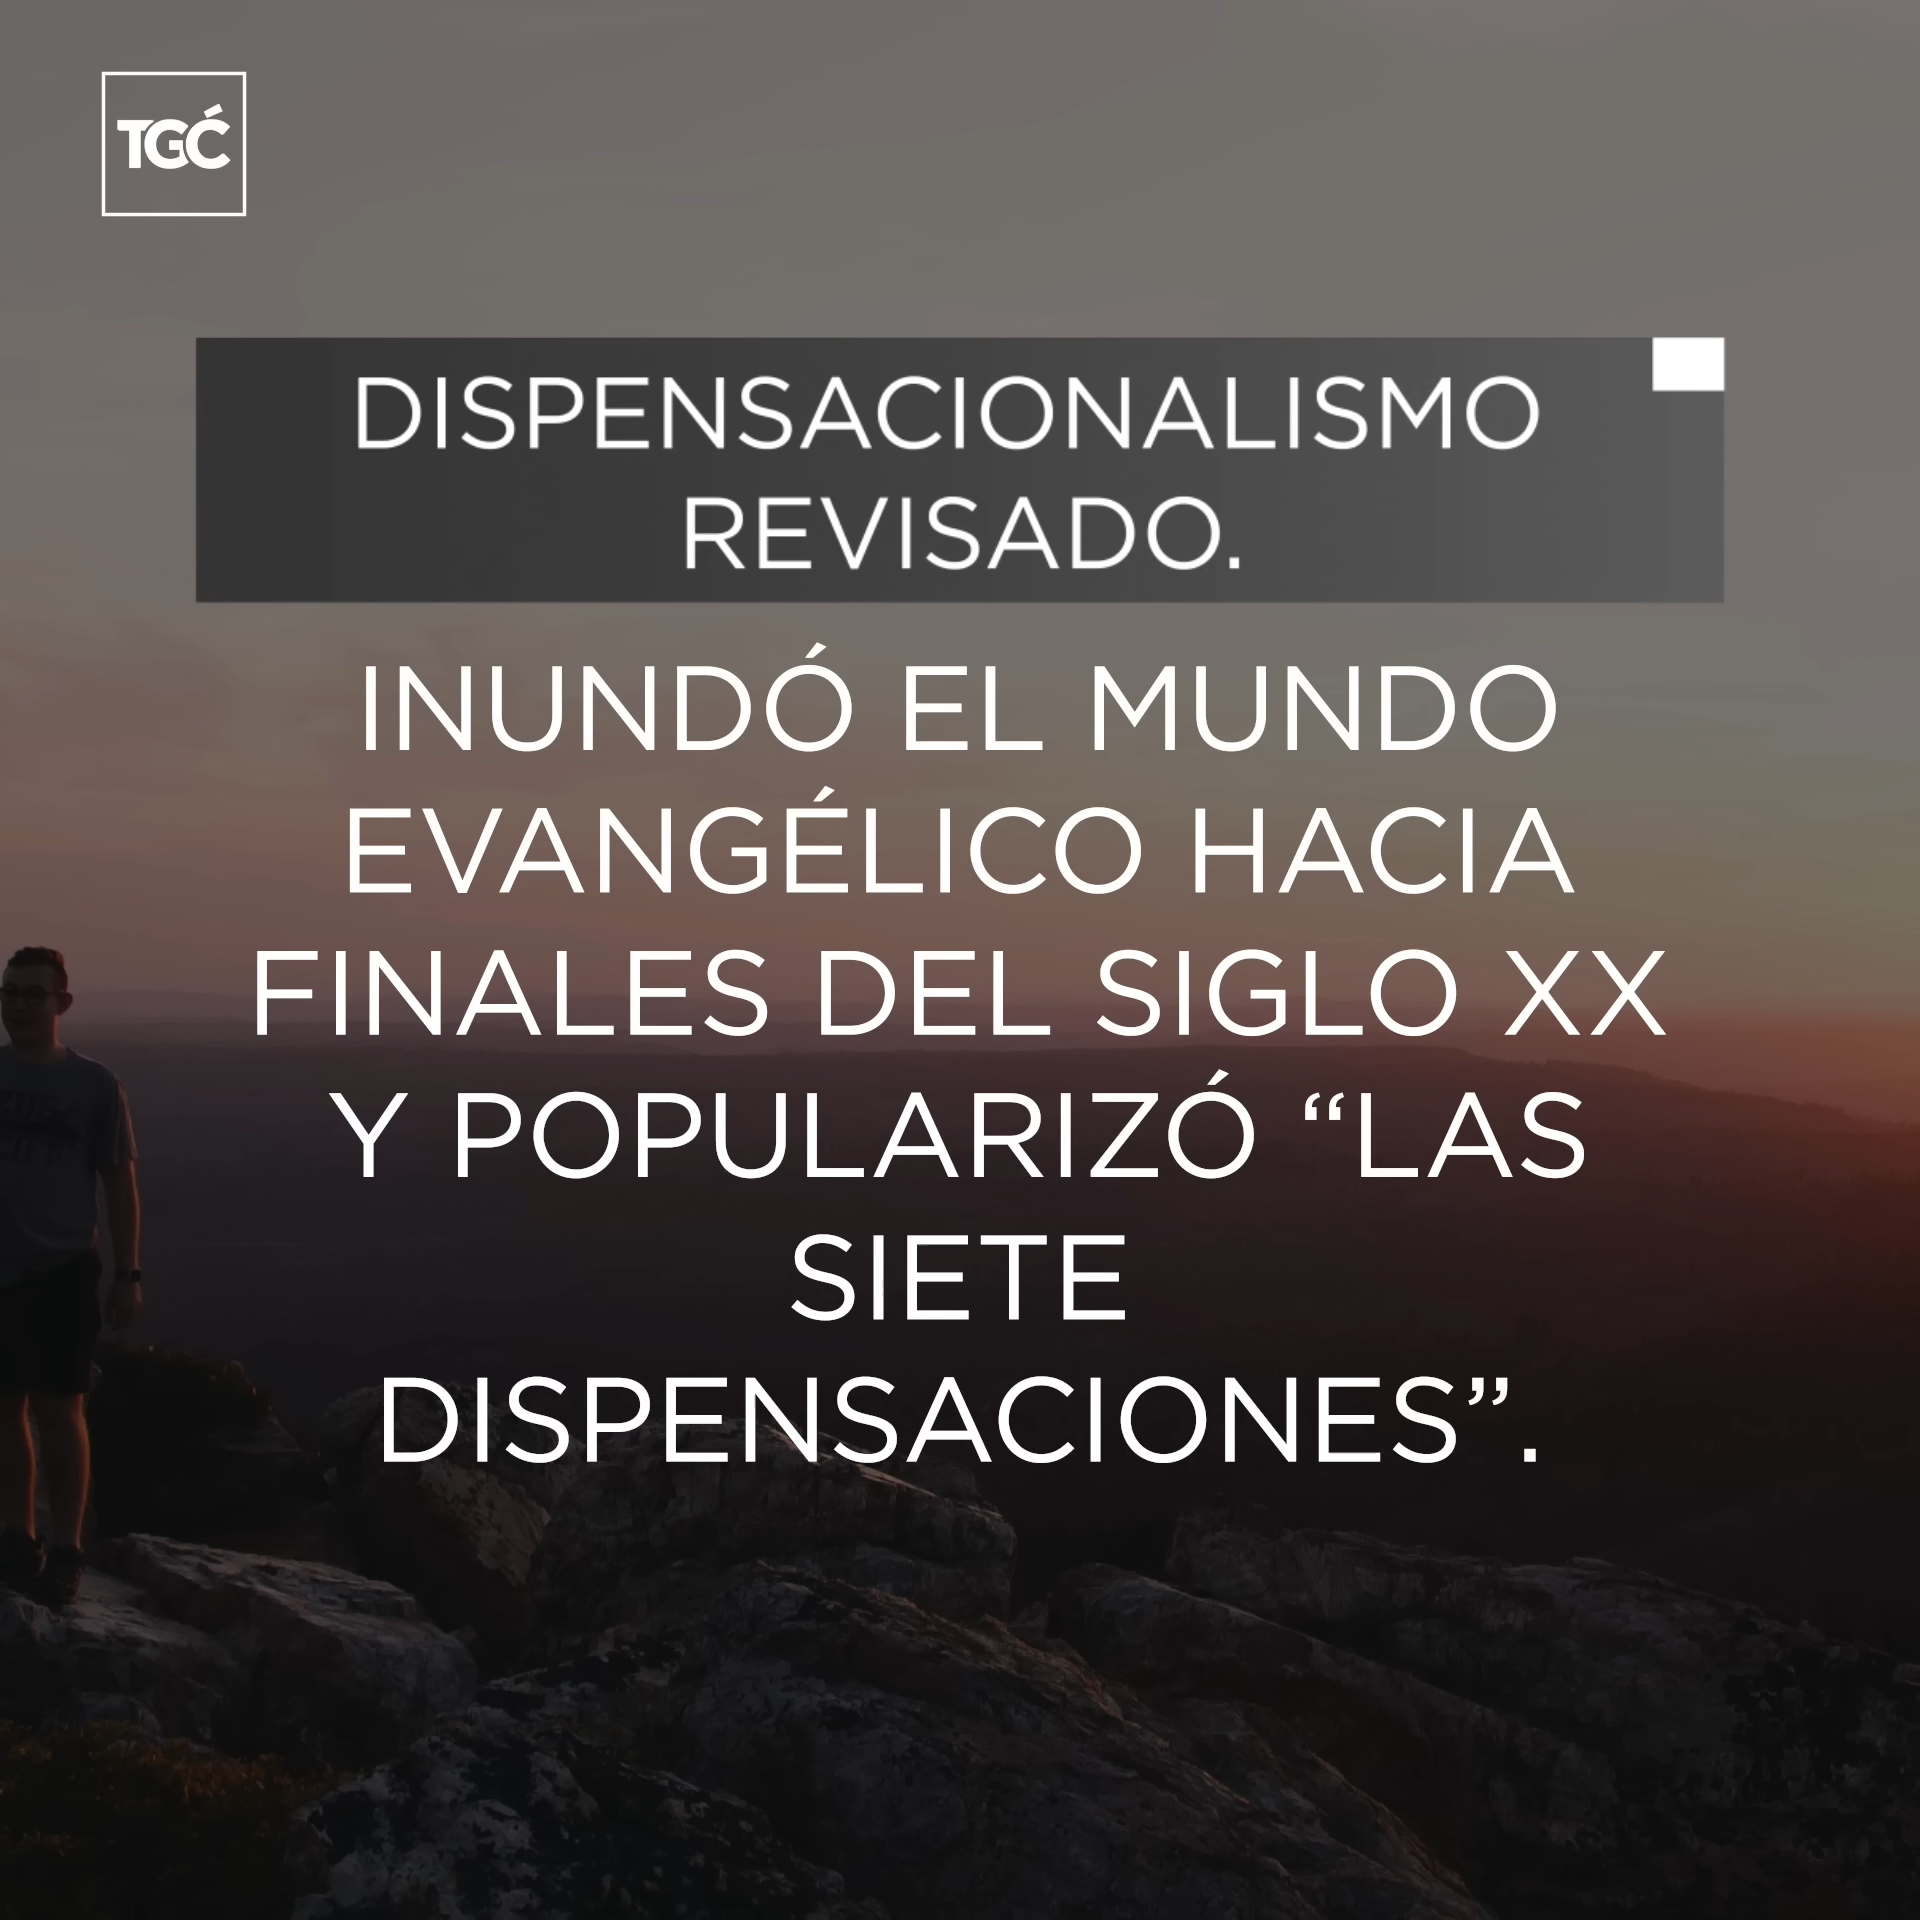 TGĆ
DISPENSACIONALISMO
REVISADO.
INUNDÓ EL MUNDO
EVANGÉLICO HACIA
FINALES DEL SIGLO XX
Y POPULARIZÓ “LAS
SIETE
DISPENSACIONES”.